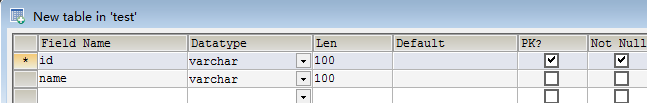 New table in 'test'
Field Name Datatype Len Default PK? Not Null
* id varchar 100
name varchar 100